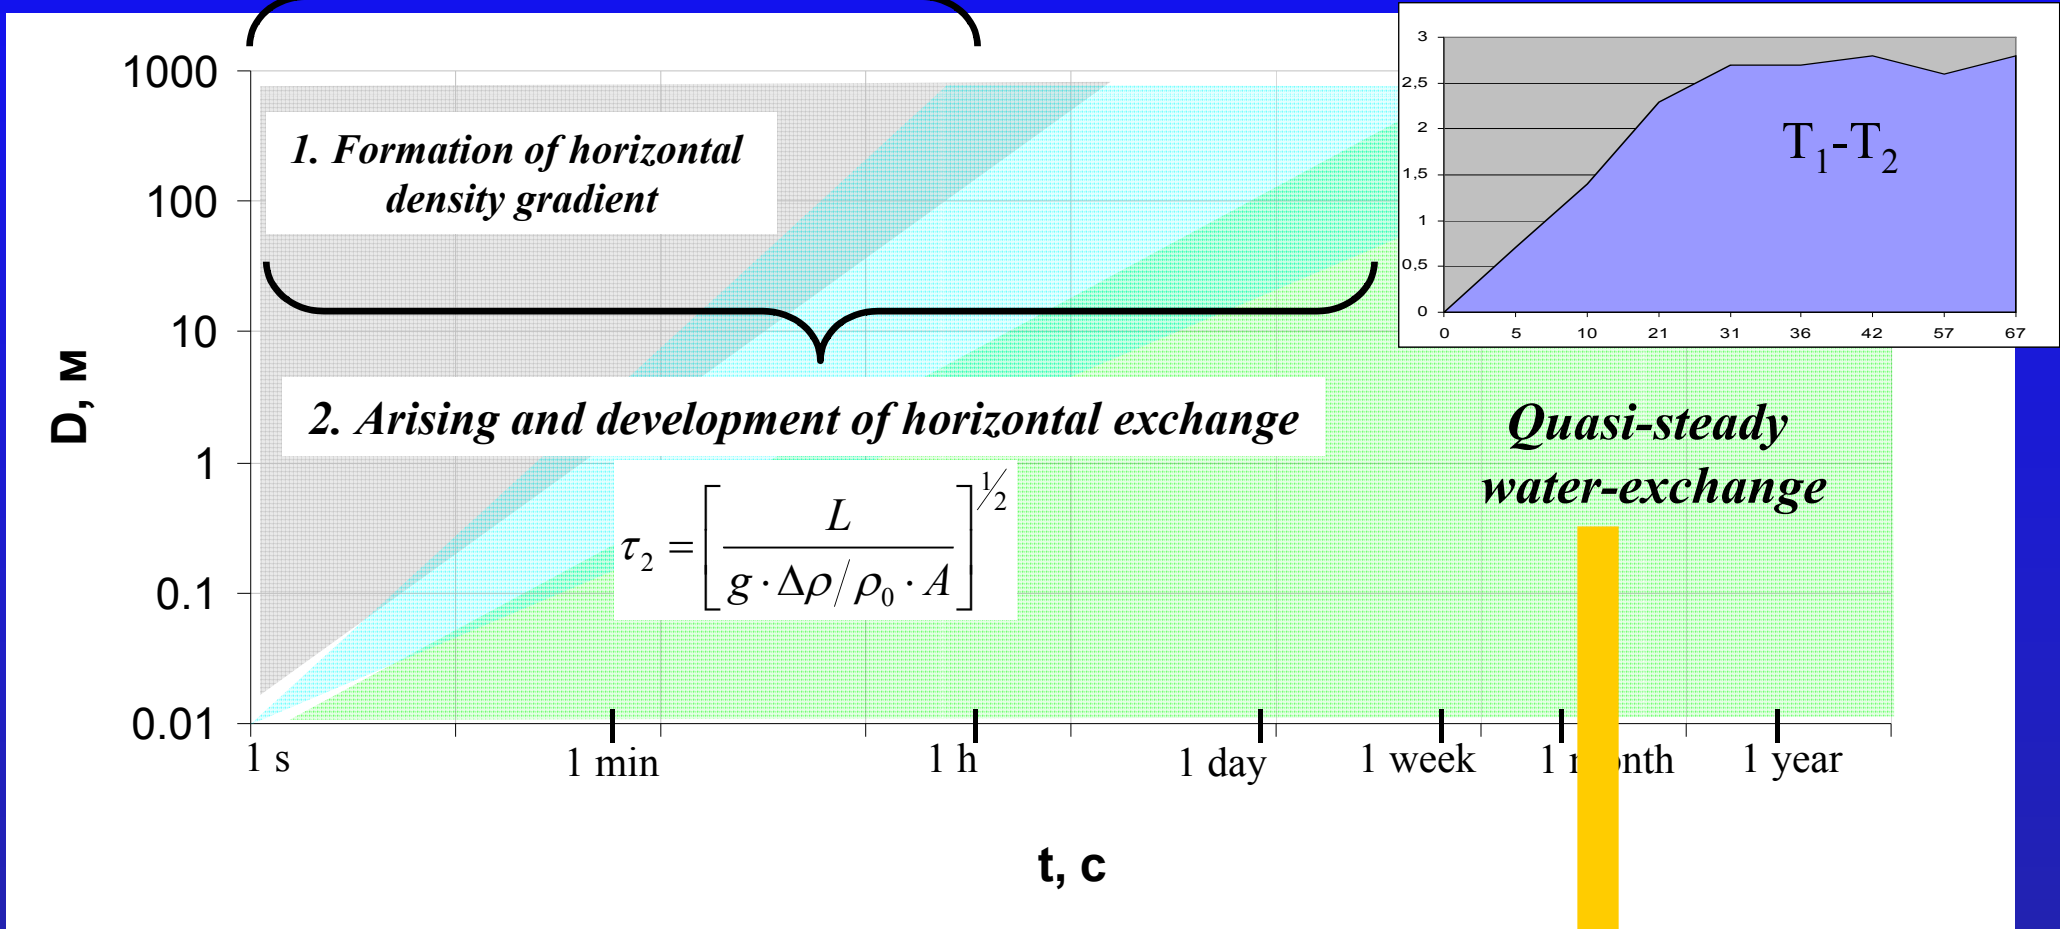 1000
100
10
1
0.1
0.01
D, м
1. Formation of horizontal
density gradient
2. Arising and development of horizontal exchange
τ₂ = [L / (g · Δρ/ρ₀ · A)]^{1/2}
Quasi-steady
water-exchange
3
2,5
2
1,5
1
0,5
0
0 5 10 21 31 36 42 57 67
T₁-T₂
1 s 1 min 1 h 1 day 1 week 1 year
t, c